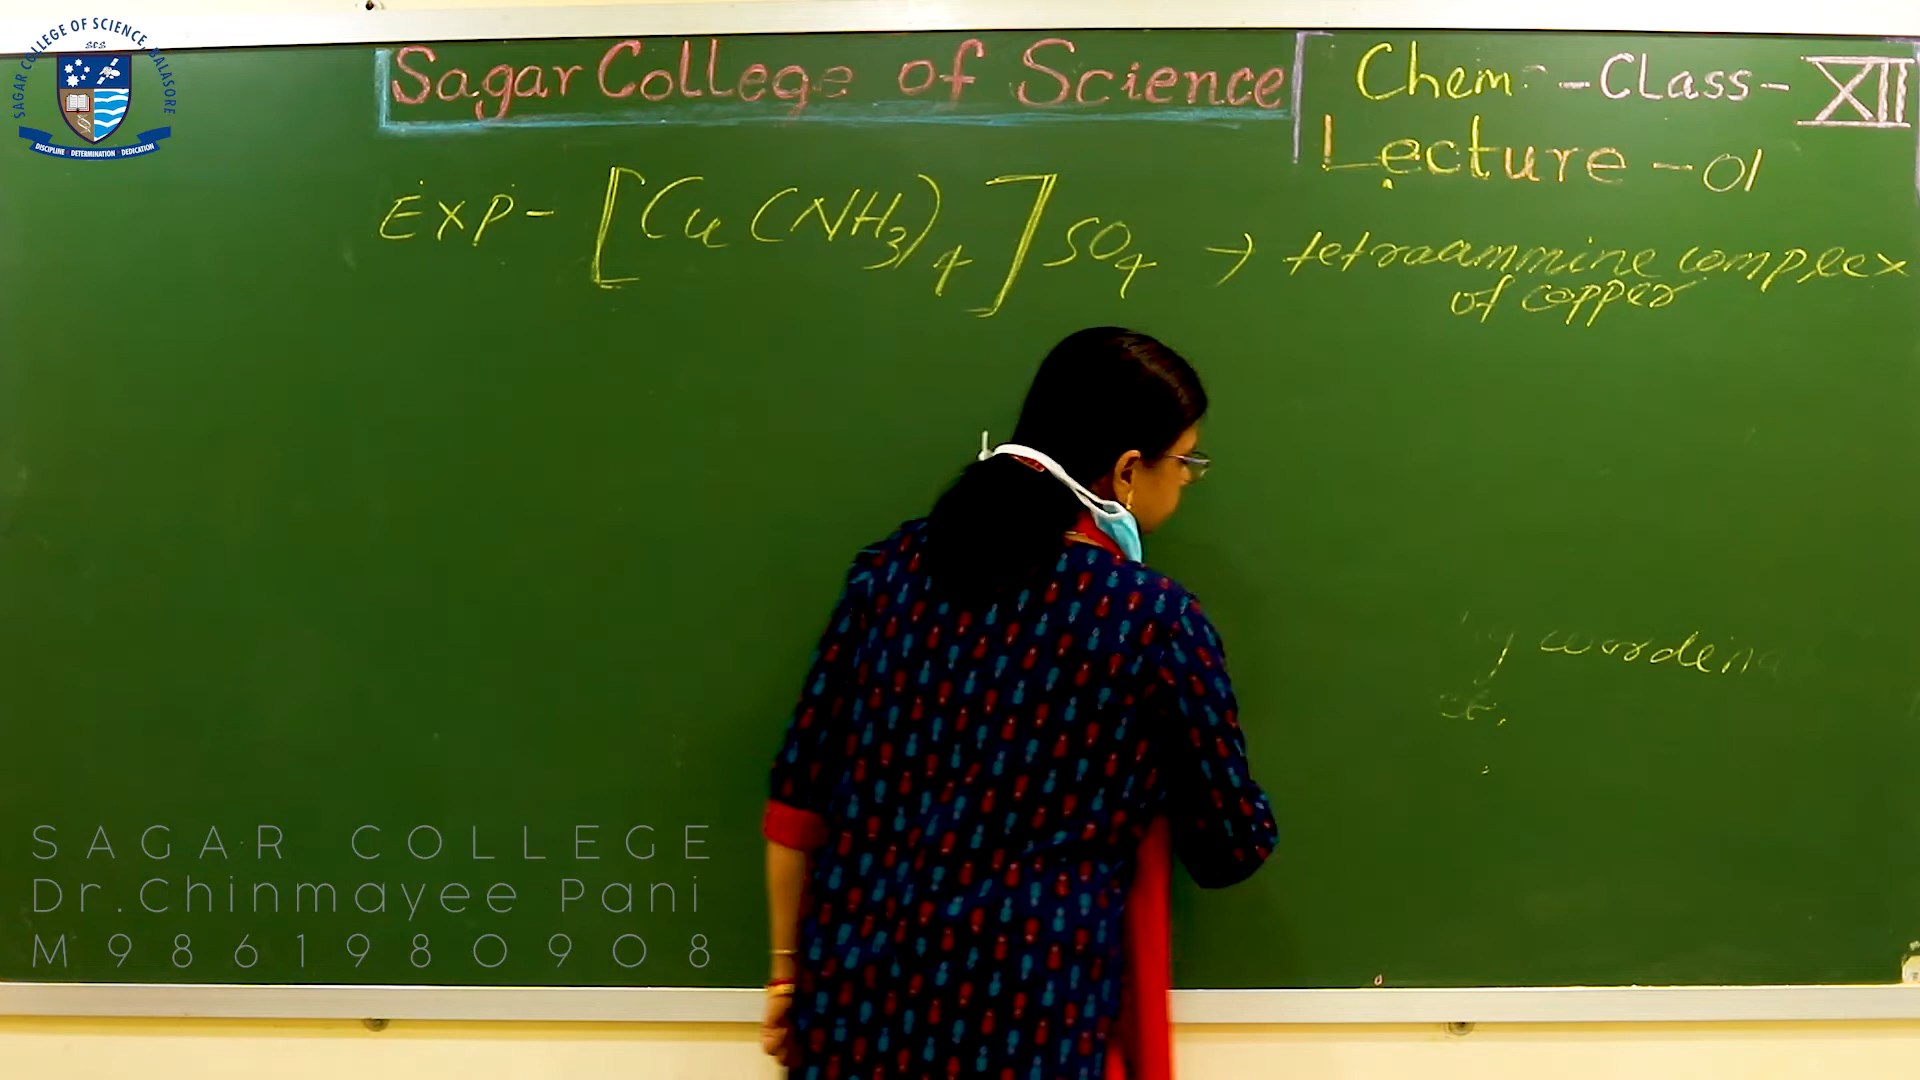 SAGAR COLLEGE OF SCIENCE, BALASORE
SCS
DISCIPLINE DETERMINATION DEDICATION
Sagar College of Science
Chem - Class - XII
Lecture - 01
EXP - [Cu(NH₃)₄]SO₄ → tetraammine complex
of copper
SAGAR COLLEGE
Dr.Chinmayee Pani
M 9861980908